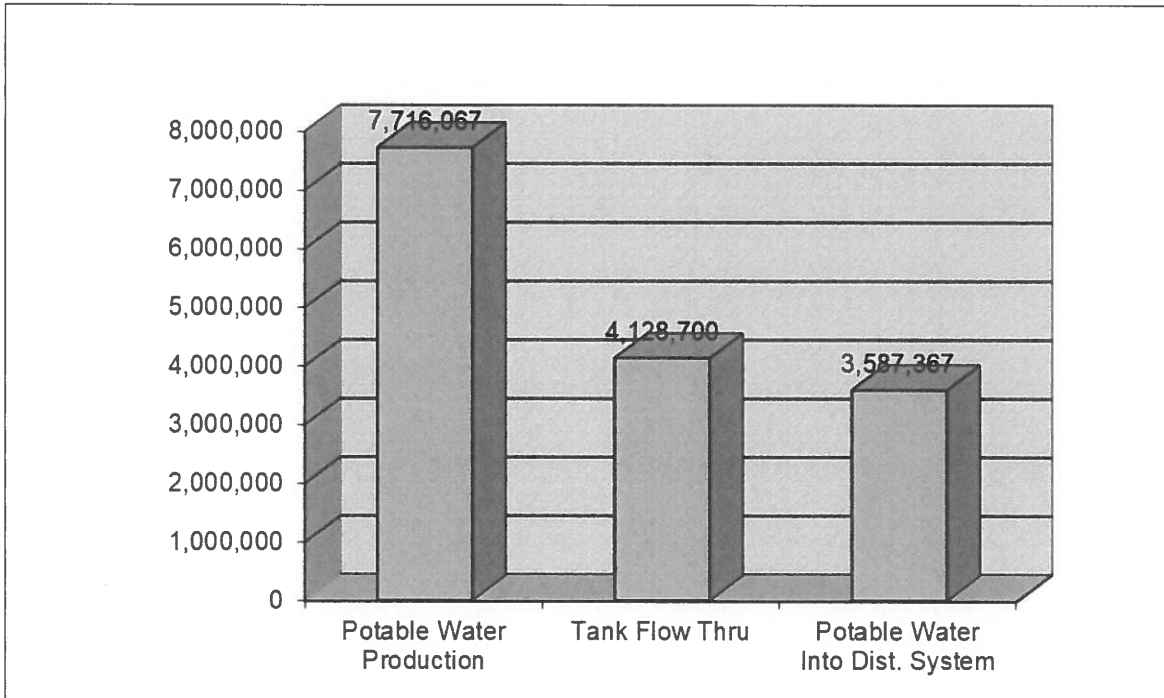 8,000,000
7,000,000
6,000,000
5,000,000
4,000,000
3,000,000
2,000,000
1,000,000
0
7,716,067
4,128,700
3,587,367
Potable Water
Production
Tank Flow Thru
Potable Water
Into Dist. System